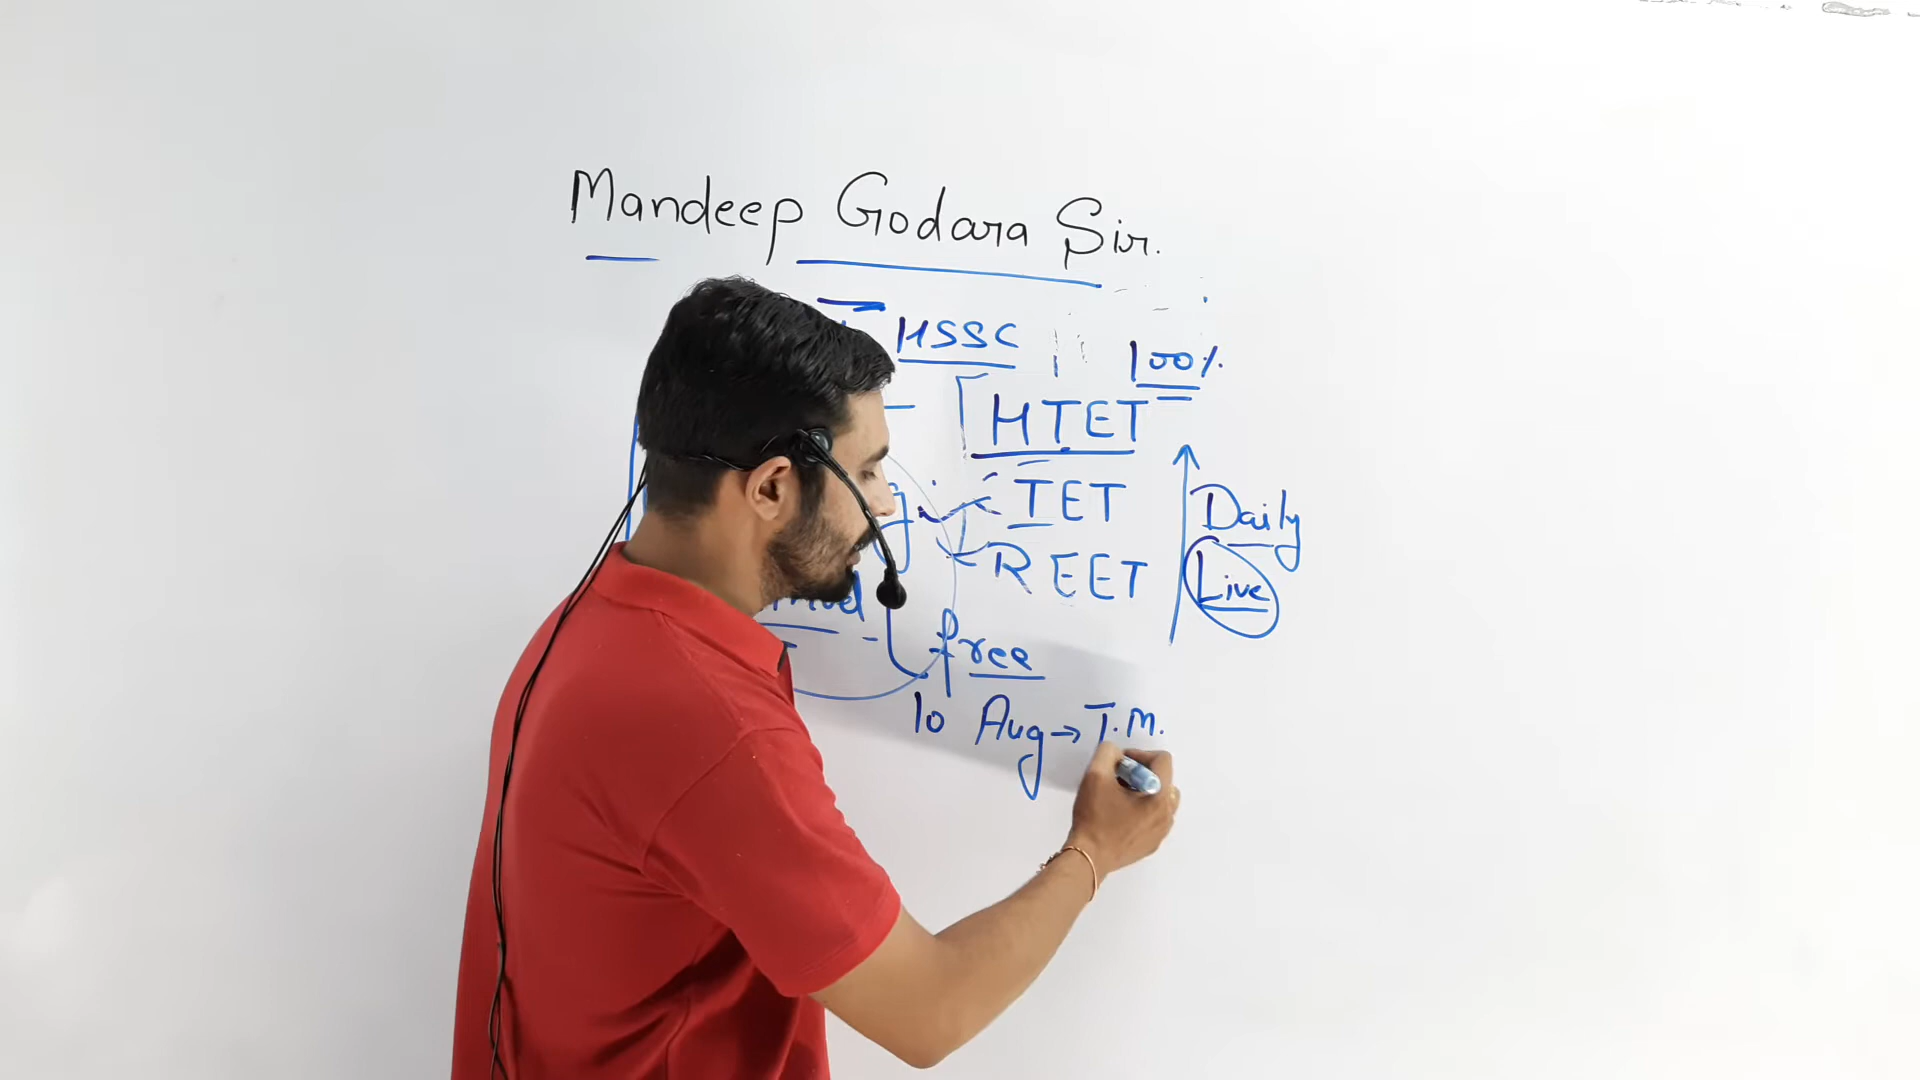 Mandeep Godara Sir.
HSSC
100%
HTET
TET
REET
Daily
Live
free
10 Aug → T.M.